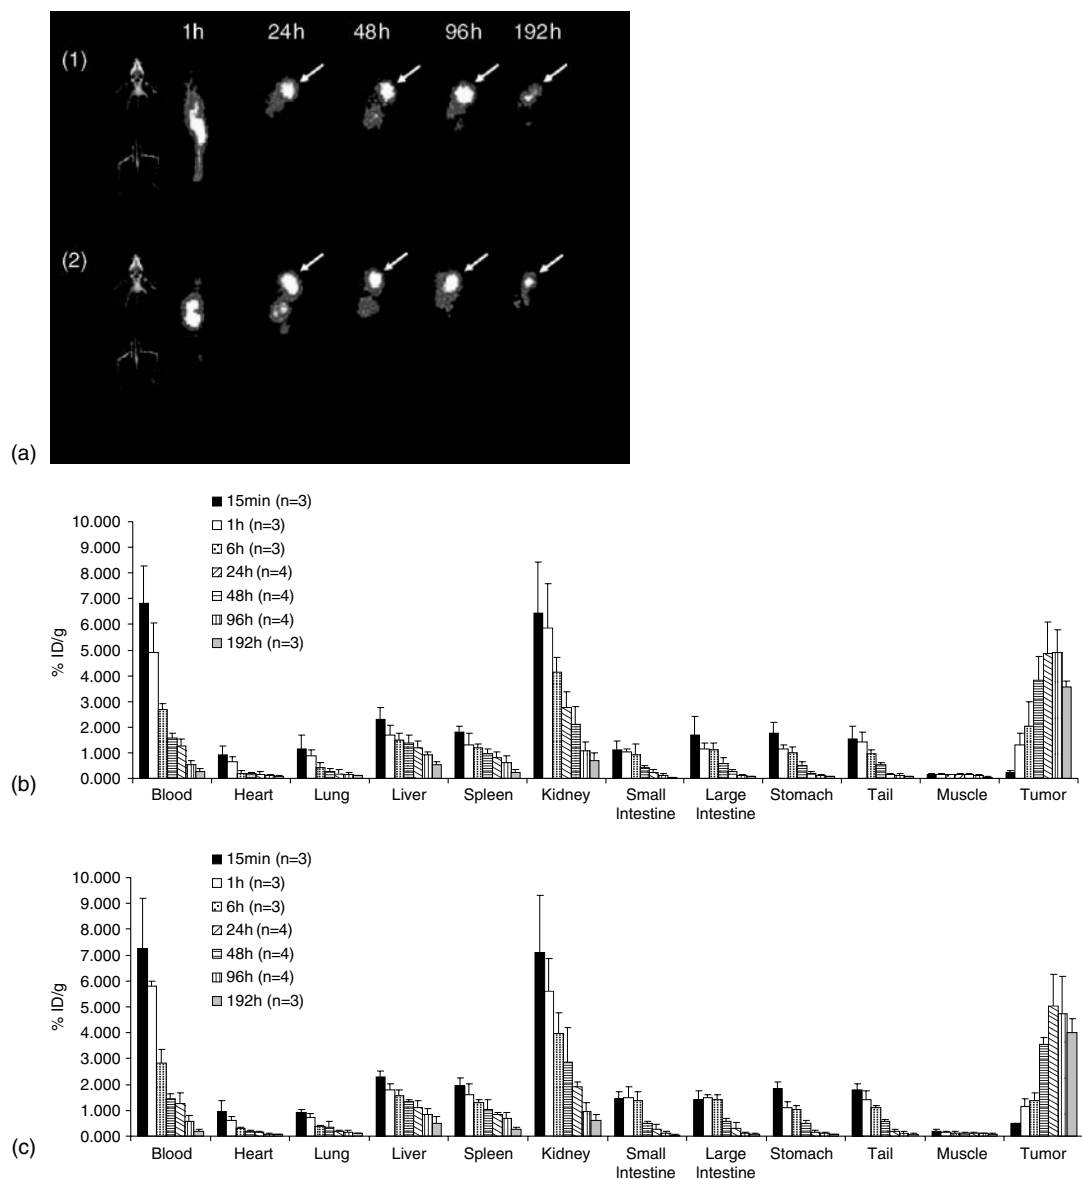 1h 24h 48h 96h 192h
(1)
(2)
(a)
15min (n=3)
1h (n=3)
6h (n=3)
24h (n=4)
48h (n=4)
96h (n=4)
192h (n=3)
% ID/g
10.000
9.000
8.000
7.000
6.000
5.000
4.000
3.000
2.000
1.000
0.000
Blood Heart Lung Liver Spleen Kidney Small Large Stomach Tail Muscle Tumor
Intestine Intestine
(b)
15min (n=3)
1h (n=3)
6h (n=3)
24h (n=4)
48h (n=4)
96h (n=4)
192h (n=3)
% ID/g
10.000
9.000
8.000
7.000
6.000
5.000
4.000
3.000
2.000
1.000
0.000
Blood Heart Lung Liver Spleen Kidney Small Large Stomach Tail Muscle Tumor
Intestine Intestine
(c)